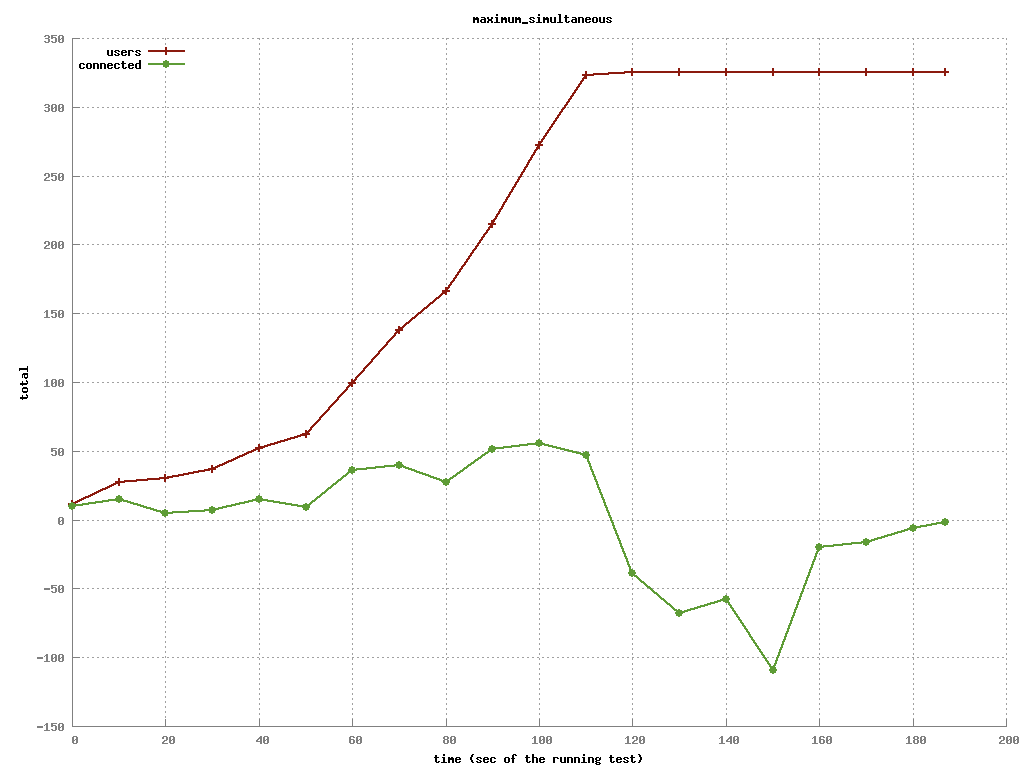 maximum_simultaneous
350
users
connected
300
250
200
150
100
total
50
0
-50
-100
-150
0 20 40 60 80 100 120 140 160 180 200
time (sec of the running test)